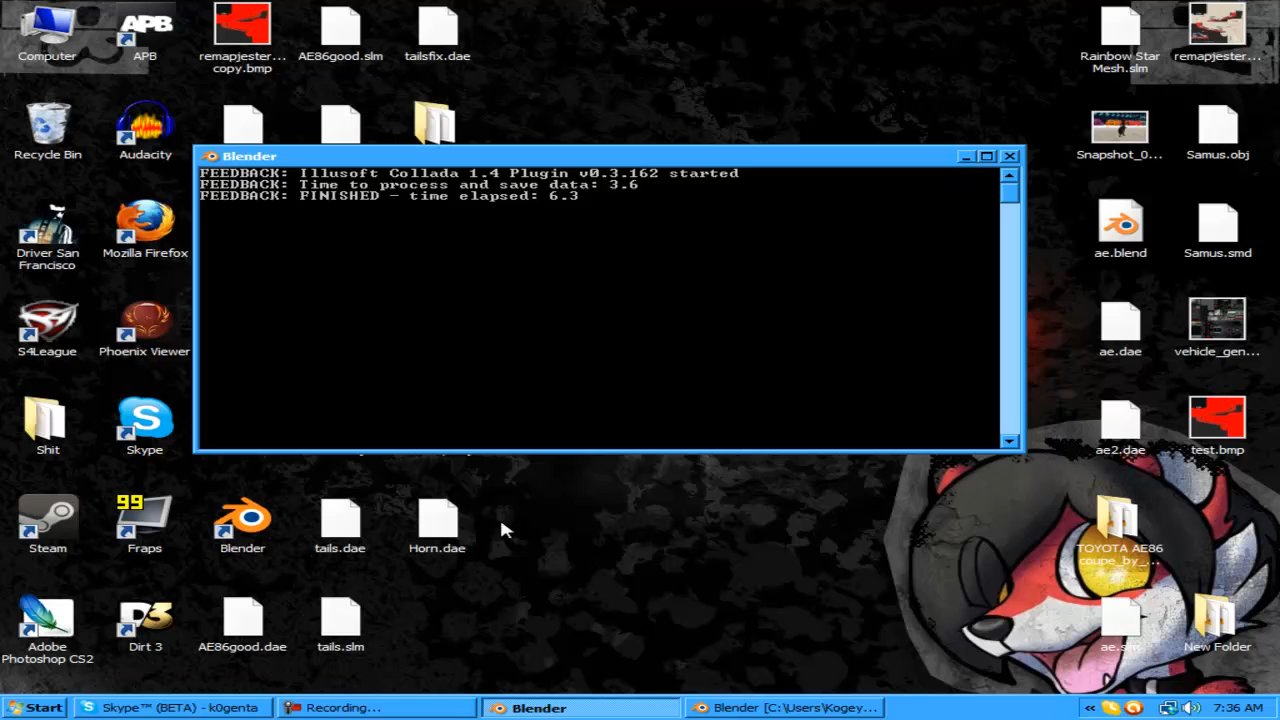 Computer
APB
APB
remapjester...
copy.bmp
AE86good.slm
tailsfix.dae
Rainbow Star
Mesh.slm
remapjester...
Recycle Bin
Audacity
Snapshot_0...
Samus.obj
Blender
FEEDBACK: Illusoft Collada 1.4 Plugin v0.3.162 started
FEEDBACK: Time to process and save data: 3.6
FEEDBACK: FINISHED - time elapsed: 6.3
Driver San
Francisco
Mozilla Firefox
ae.blend
Samus.smd
S4League
Phoenix Viewer
ae.dae
vehicle_gen...
Shit
Skype
ae2.dae
test.bmp
99
Steam
Fraps
Blender
tails.dae
Horn.dae
TOYOTA AE86
coupe_by_...
Adobe
Photoshop CS2
D3
Dirt 3
AE86good.dae
tails.slm
ae.slm
New Folder
Start
Skype™ (BETA) - k0genta
Recording...
Blender
Blender [C:\Users\Kogey...
7:36 AM